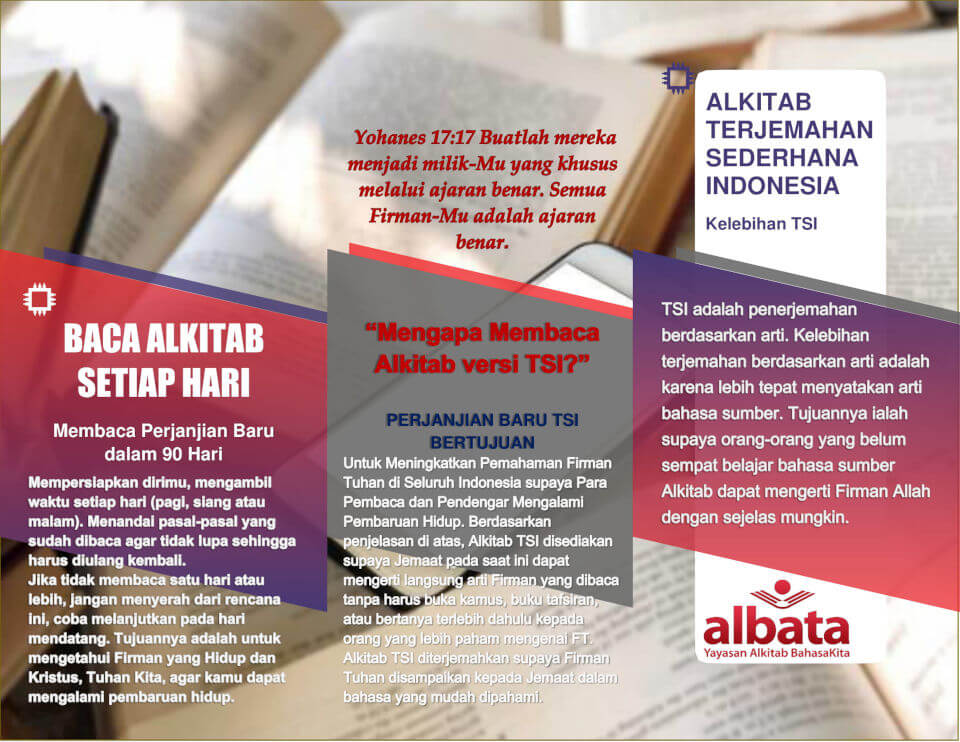 BACA ALKITAB
SETIAP HARI
Membaca Perjanjian Baru
dalam 90 Hari
Mempersiapkan dirimu, mengambil
waktu setiap hari (pagi, siang atau
malam). Menandai pasal-pasal yang
sudah dibaca agar tidak lupa sehingga
harus diulang kembali.
Jika tidak membaca satu hari atau
lebih, jangan menyerah dari rencana
ini, coba melanjutkan pada hari
mendatang. Tujuannya adalah untuk
mengetahui Firman yang Hidup dan
Kristus, Tuhan Kita, agar kamu dapat
mengalami pembaruan hidup.
Yohanes 17:17 Buatlah mereka
menjadi milik-Mu yang khusus
melalui ajaran benar. Semua
Firman-Mu adalah ajaran
benar.
“Mengapa Membaca
Alkitab versi TSI?”
PERJANJIAN BARU TSI
BERTUJUAN
Untuk Meningkatkan Pemahaman Firman
Tuhan di Seluruh Indonesia supaya Para
Pembaca dan Pendengar Mengalami
Pembaruan Hidup. Berdasarkan
penjelasan di atas, Alkitab TSI disediakan
supaya Jemaat pada saat ini dapat
mengerti langsung arti Firman yang dibaca
tanpa harus buka kamus, buku tafsiran,
atau bertanya terlebih dahulu kepada
orang yang lebih paham mengenai FT.
Alkitab TSI diterjemahkan supaya Firman
Tuhan disampaikan kepada Jemaat dalam
bahasa yang mudah dipahami.
ALKITAB
TERJEMAHAN
SEDERHANA
INDONESIA
Kelebihan TSI
TSI adalah penerjemahan
berdasarkan arti. Kelebihan
terjemahan berdasarkan arti adalah
karena lebih tepat menyatakan arti
bahasa sumber. Tujuannya ialah
supaya orang-orang yang belum
sempat belajar bahasa sumber
Alkitab dapat mengerti Firman Allah
dengan sejelas mungkin.
albata
Yayasan Alkitab BahasaKita